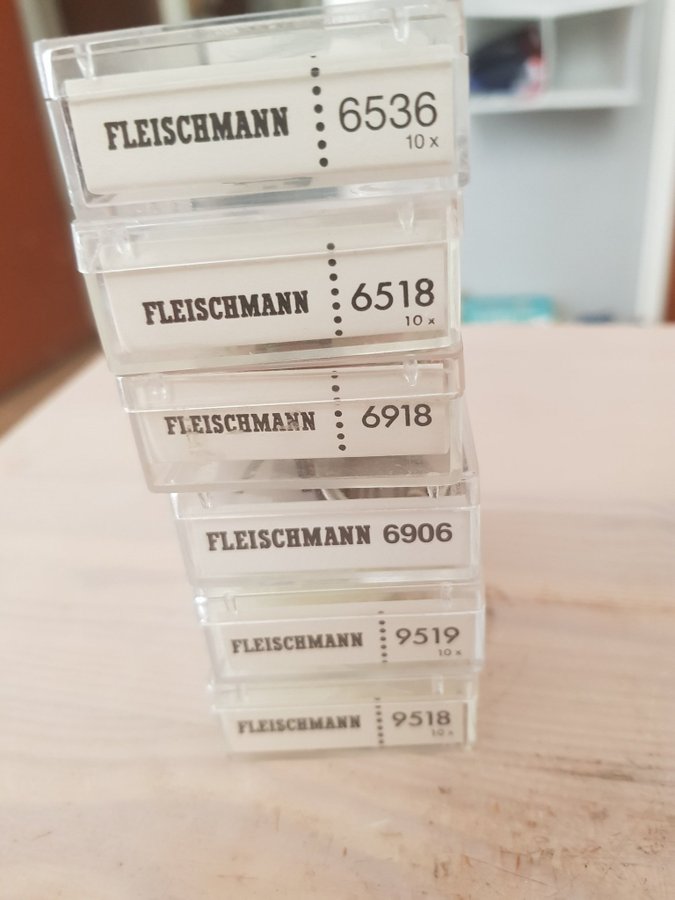 FLEISCHMANN 6536
10 x
FLEISCHMANN 6518
10 x
FLEISCHMANN 6918
FLEISCHMANN 6906
FLEISCHMANN 9519
10 x
FLEISCHMANN 9518
10 x